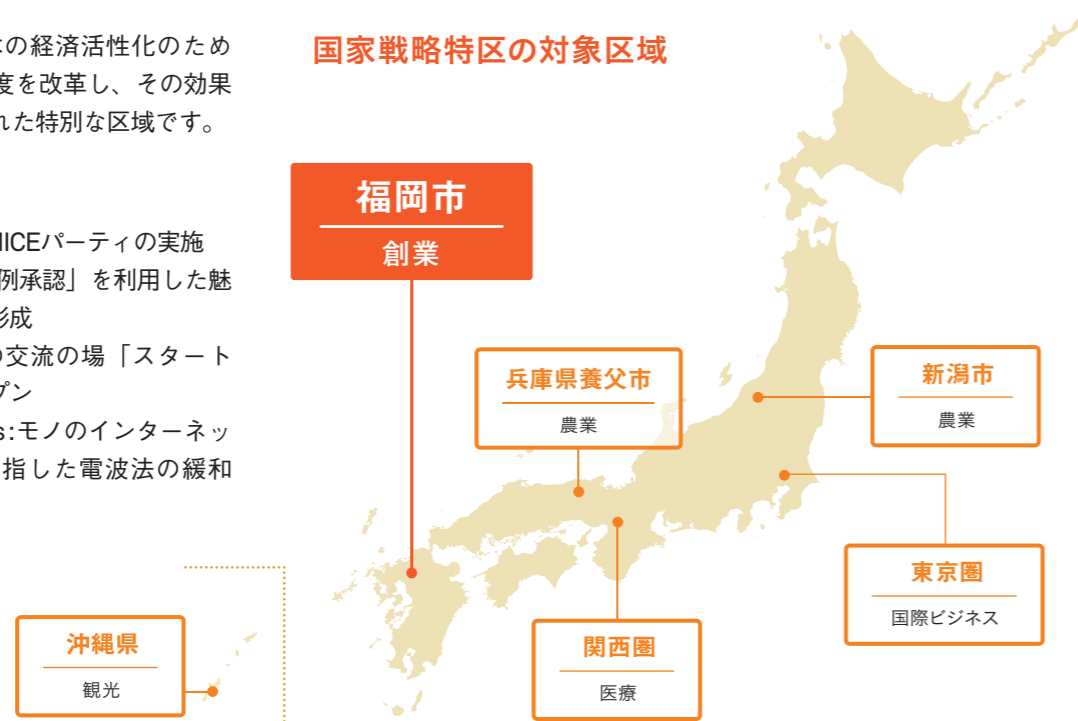 の経済活性化のため
度を改革し、その効果
れた特別な区域です。
MICEパーティの実施
例承認」を利用した魅
形成
の交流の場「スタート
プン
s:モノのインターネッ
指した電波法の緩和
国家戦略特区の対象区域
福岡市
創業
兵庫県養父市
農業
新潟市
農業
東京圏
国際ビジネス
関西圏
医療
沖縄県
観光